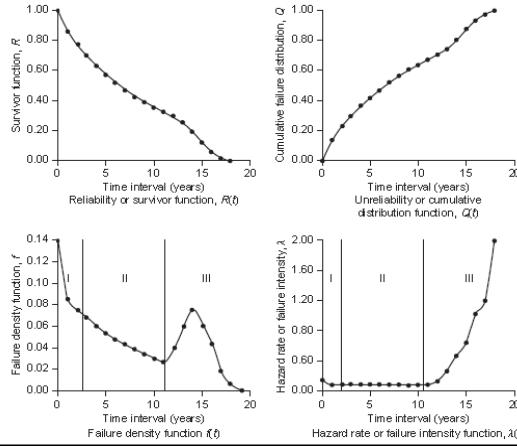 1.00
0.80
0.60
0.40
0.20
0.00
Survivor function, R
0 5 10 15 20
Time interval (years)
Reliability or survivor function, R(t)
1.00
0.80
0.60
0.40
0.20
0.00
Cumulative failure distribution, Q
0 5 10 15 20
Time interval (years)
Unreliability or cumulative
distribution function, Q(t)
0.14
0.12
0.10
0.08
0.06
0.04
0.02
0.00
Failure density function, f
I II III
0 5 10 15 20
Time interval (years)
Failure density function f(t)
2.00
1.60
1.20
0.80
0.60
0.00
Hazard rate or failure intensity, λ
I II III
0 5 10 15 20
Time interval (years)
Hazard rate or failure intensity function, λ(